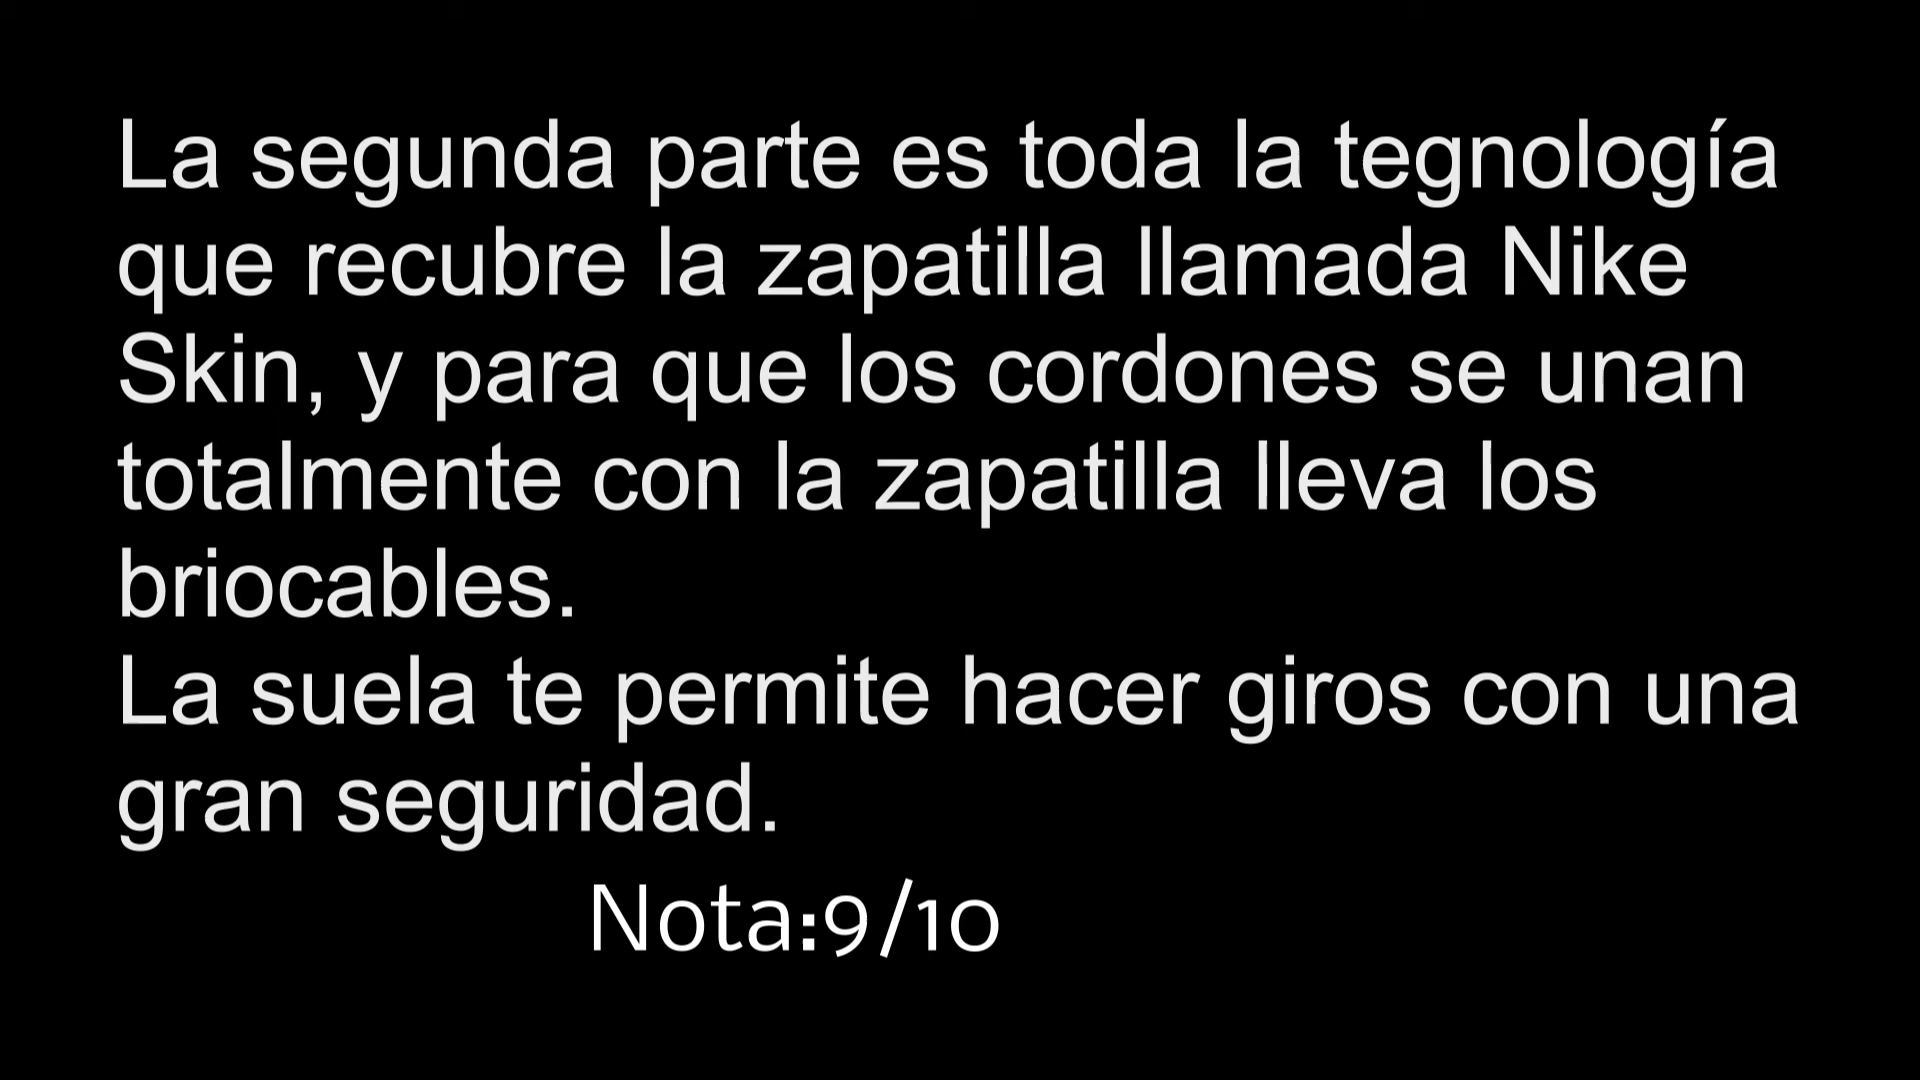 La segunda parte es toda la tegnología
que recubre la zapatilla llamada Nike
Skin, y para que los cordones se unan
totalmente con la zapatilla lleva los
briocables.
La suela te permite hacer giros con una
gran seguridad.
Nota:9/10